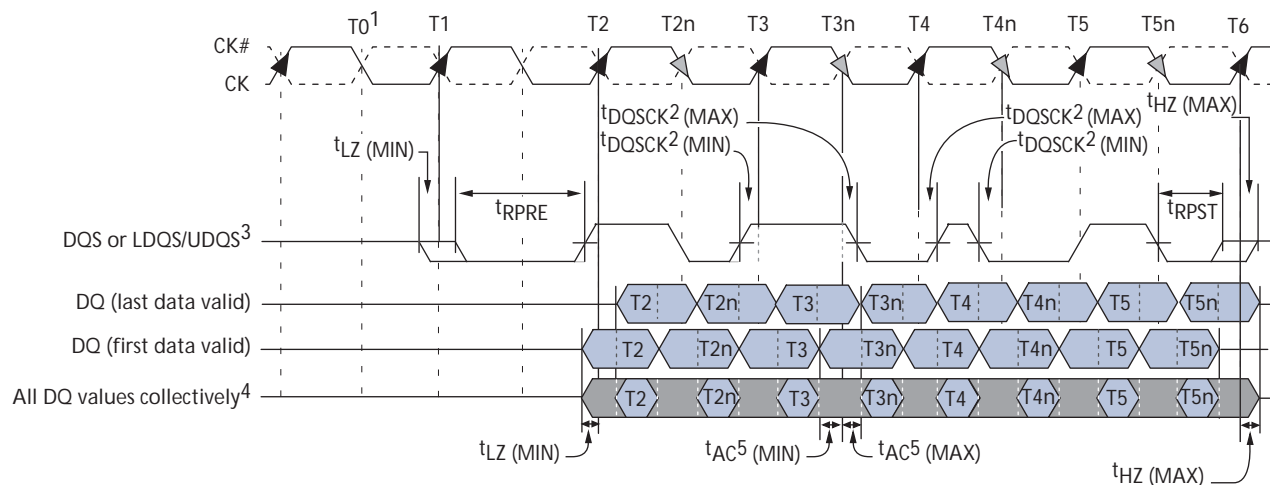 T0¹ T1 T2 T2n T3 T3n T4 T4n T5 T5n T6
CK#
CK
tDQSCK² (MAX) tDQSCK² (MAX) tHZ (MAX)
tLZ (MIN) tDQSCK² (MIN) tDQSCK² (MIN)
tRPRE tRPST
DQS or LDQS/UDQS³
DQ (last data valid) T2 T2n T3 T3n T4 T4n T5 T5n
DQ (first data valid) T2 T2n T3 T3n T4 T4n T5 T5n
All DQ values collectively⁴ T2 T2n T3 T3n T4 T4n T5 T5n
tLZ (MIN) tAC⁵ (MIN) tAC⁵ (MAX)
tHZ (MAX)